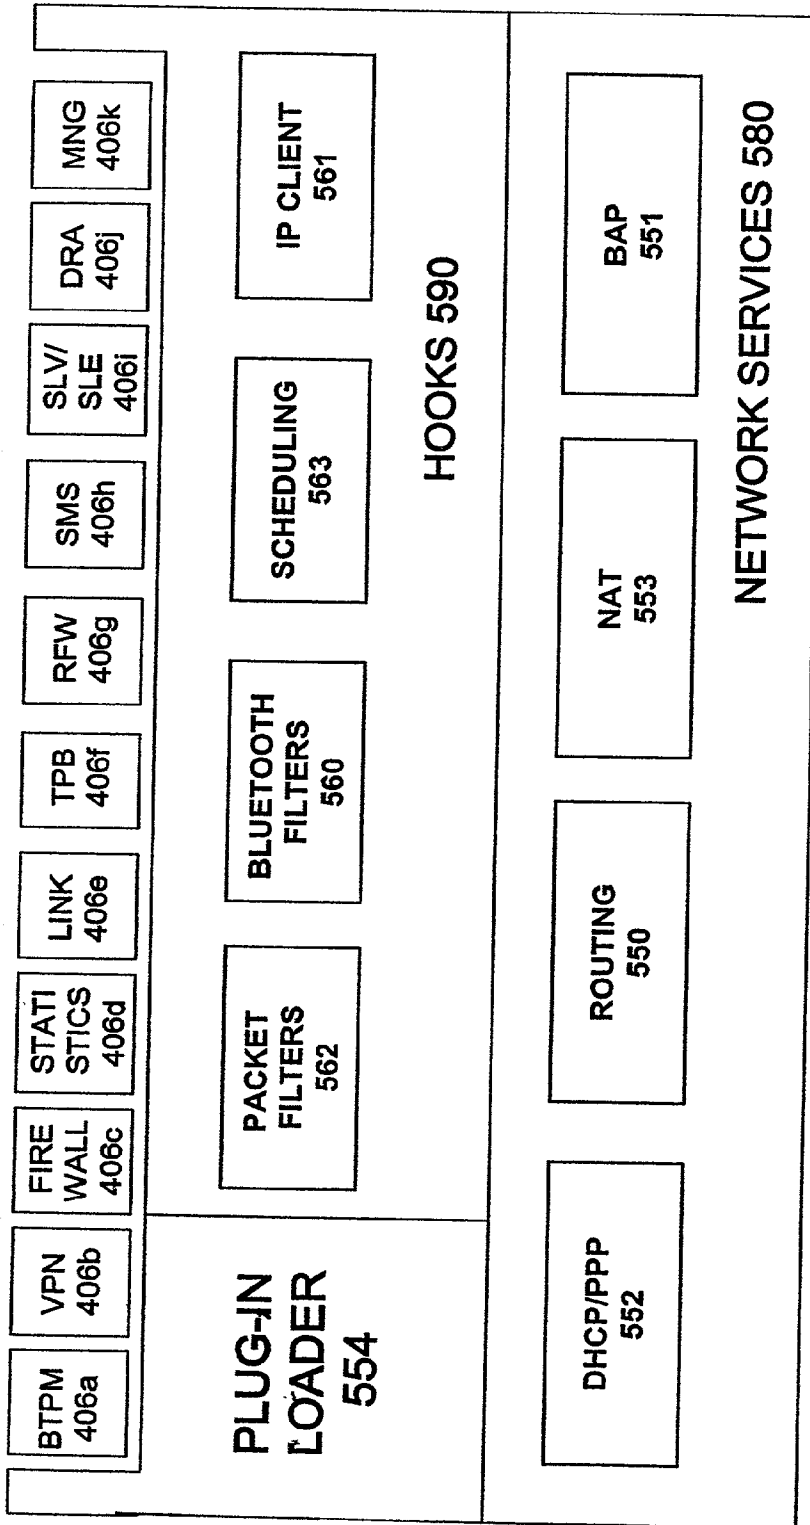 BTPM
406a
VPN
406b
FIRE
WALL
406c
STATI
STICS
406d
LINK
406e
TPB
406f
RFW
406g
SMS
406h
SLV/
SLE
406i
DRA
406j
MNG
406k
PLUG-IN
LOADER
554
PACKET
FILTERS
562
BLUETOOTH
FILTERS
560
SCHEDULING
563
IP CLIENT
561
HOOKS 590
DHCP/PPP
552
ROUTING
550
NAT
553
BAP
551
NETWORK SERVICES 580